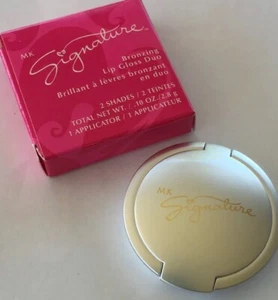 MK
Signature
Bronzing
Lip Gloss Duo
Brillant à lèvres bronzant
en duo
2 SHADES / 2 TEINTES
TOTAL NET WT. / .10 OZ./2,8 g
1 APPLICATOR / 1 APPLICATEUR
MK
Signature